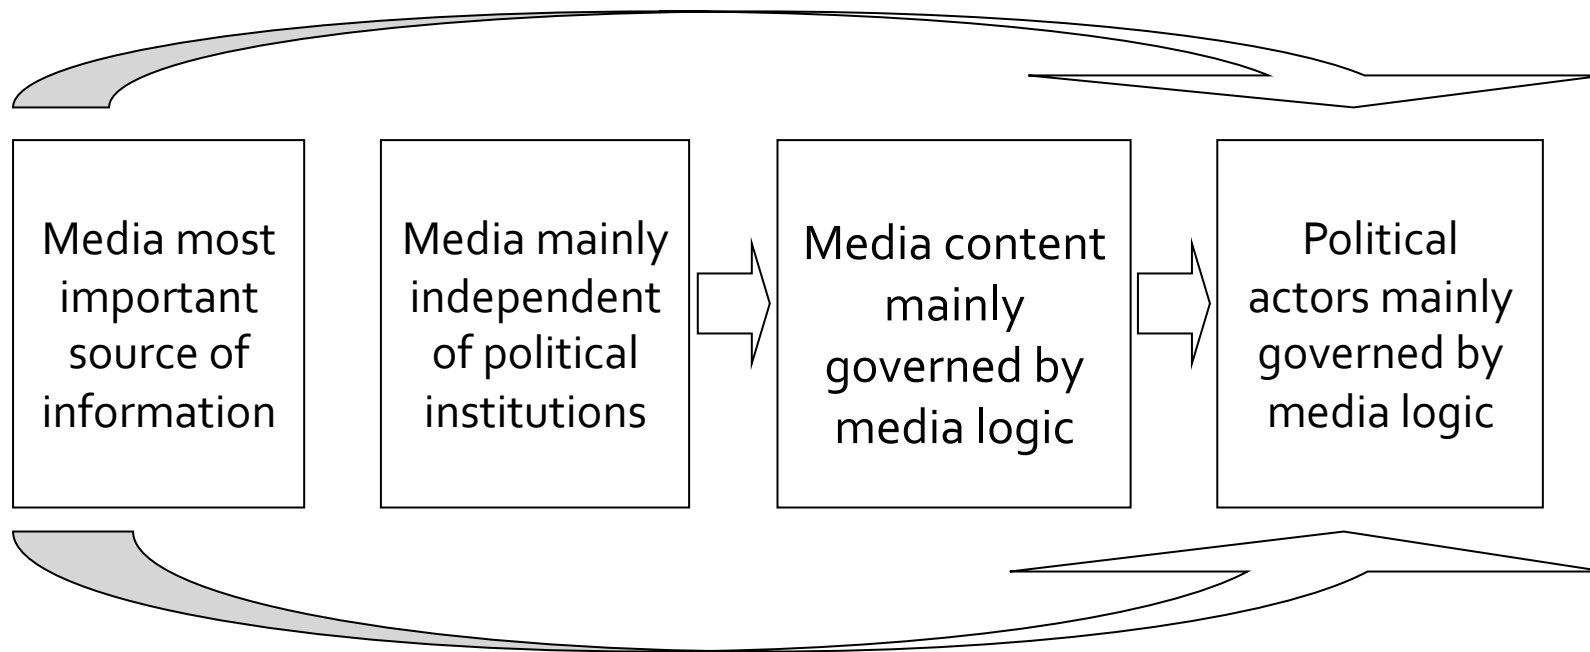 Media most
important
source of
information
Media mainly
independent
of political
institutions
Media content
mainly
governed by
media logic
Political
actors mainly
governed by
media logic